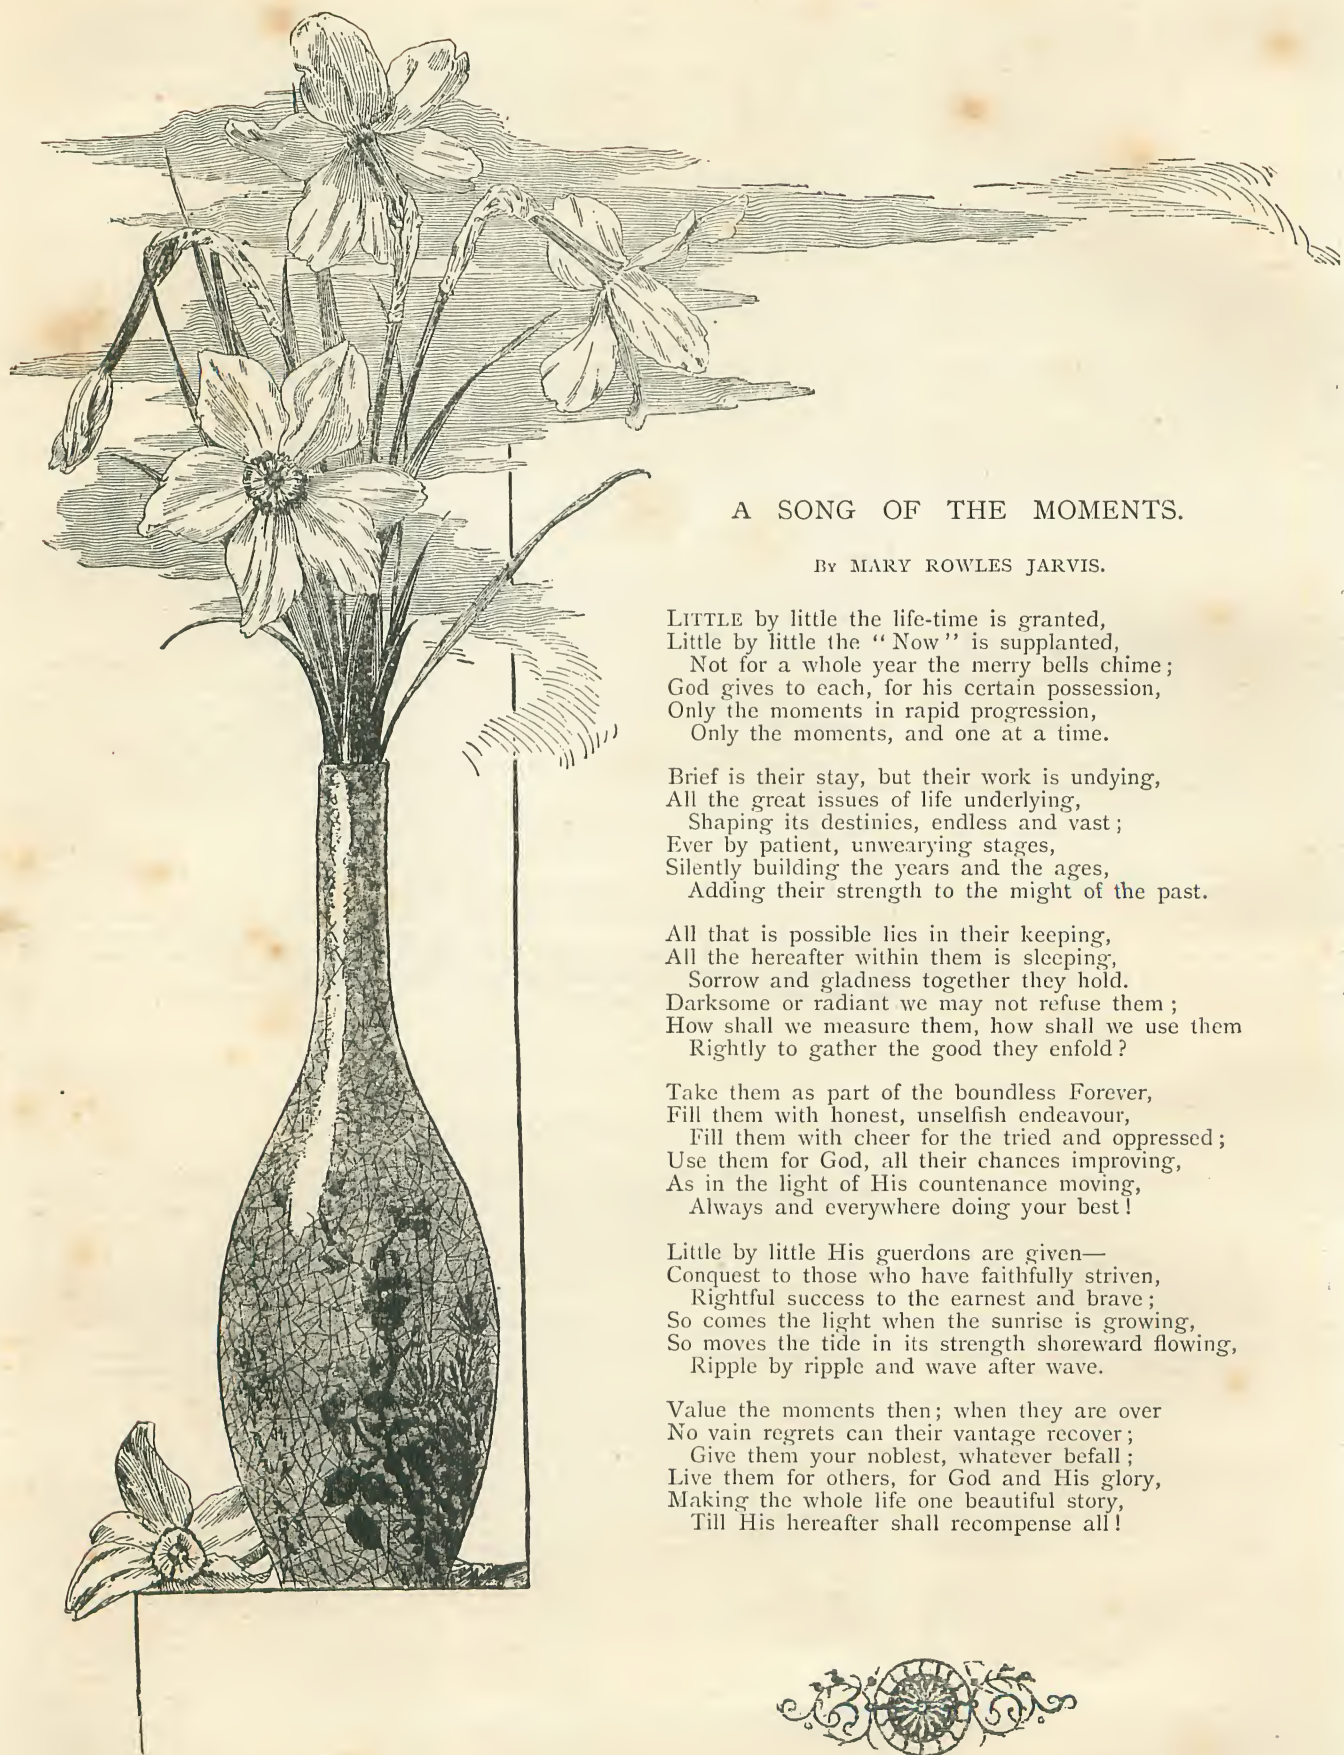 A SONG OF THE MOMENTS.
By MARY ROWLES JARVIS.
LITTLE by little the life-time is granted,
Little by little the “ Now ” is supplanted,
Not for a whole year the merry bells chime ;
God gives to each, for his certain possession,
Only the moments in rapid progression,
Only the moments, and one at a time.
Brief is their stay, but their work is undying,
All the great issues of life underlying,
Shaping its destinies, endless and vast ;
Ever by patient, unwearying stages,
Silently building the years and the ages,
Adding their strength to the might of the past.
All that is possible lies in their keeping,
All the hereafter within them is sleeping,
Sorrow and gladness together they hold.
Darksome or radiant we may not refuse them ;
How shall we measure them, how shall we use them
Rightly to gather the good they enfold ?
Take them as part of the boundless Forever,
Fill them with honest, unselfish endeavour,
Fill them with cheer for the tried and oppressed ;
Use them for God, all their chances improving,
As in the light of His countenance moving,
Always and everywhere doing your best !
Little by little His guerdons are given—
Conquest to those who have faithfully striven,
Rightful success to the earnest and brave ;
So comes the light when the sunrise is growing,
So moves the tide in its strength shoreward flowing,
Ripple by ripple and wave after wave.
Value the moments then ; when they are over
No vain regrets can their vantage recover ;
Give them your noblest, whatever befall ;
Live them for others, for God and His glory,
Making the whole life one beautiful story,
Till His hereafter shall recompense all !